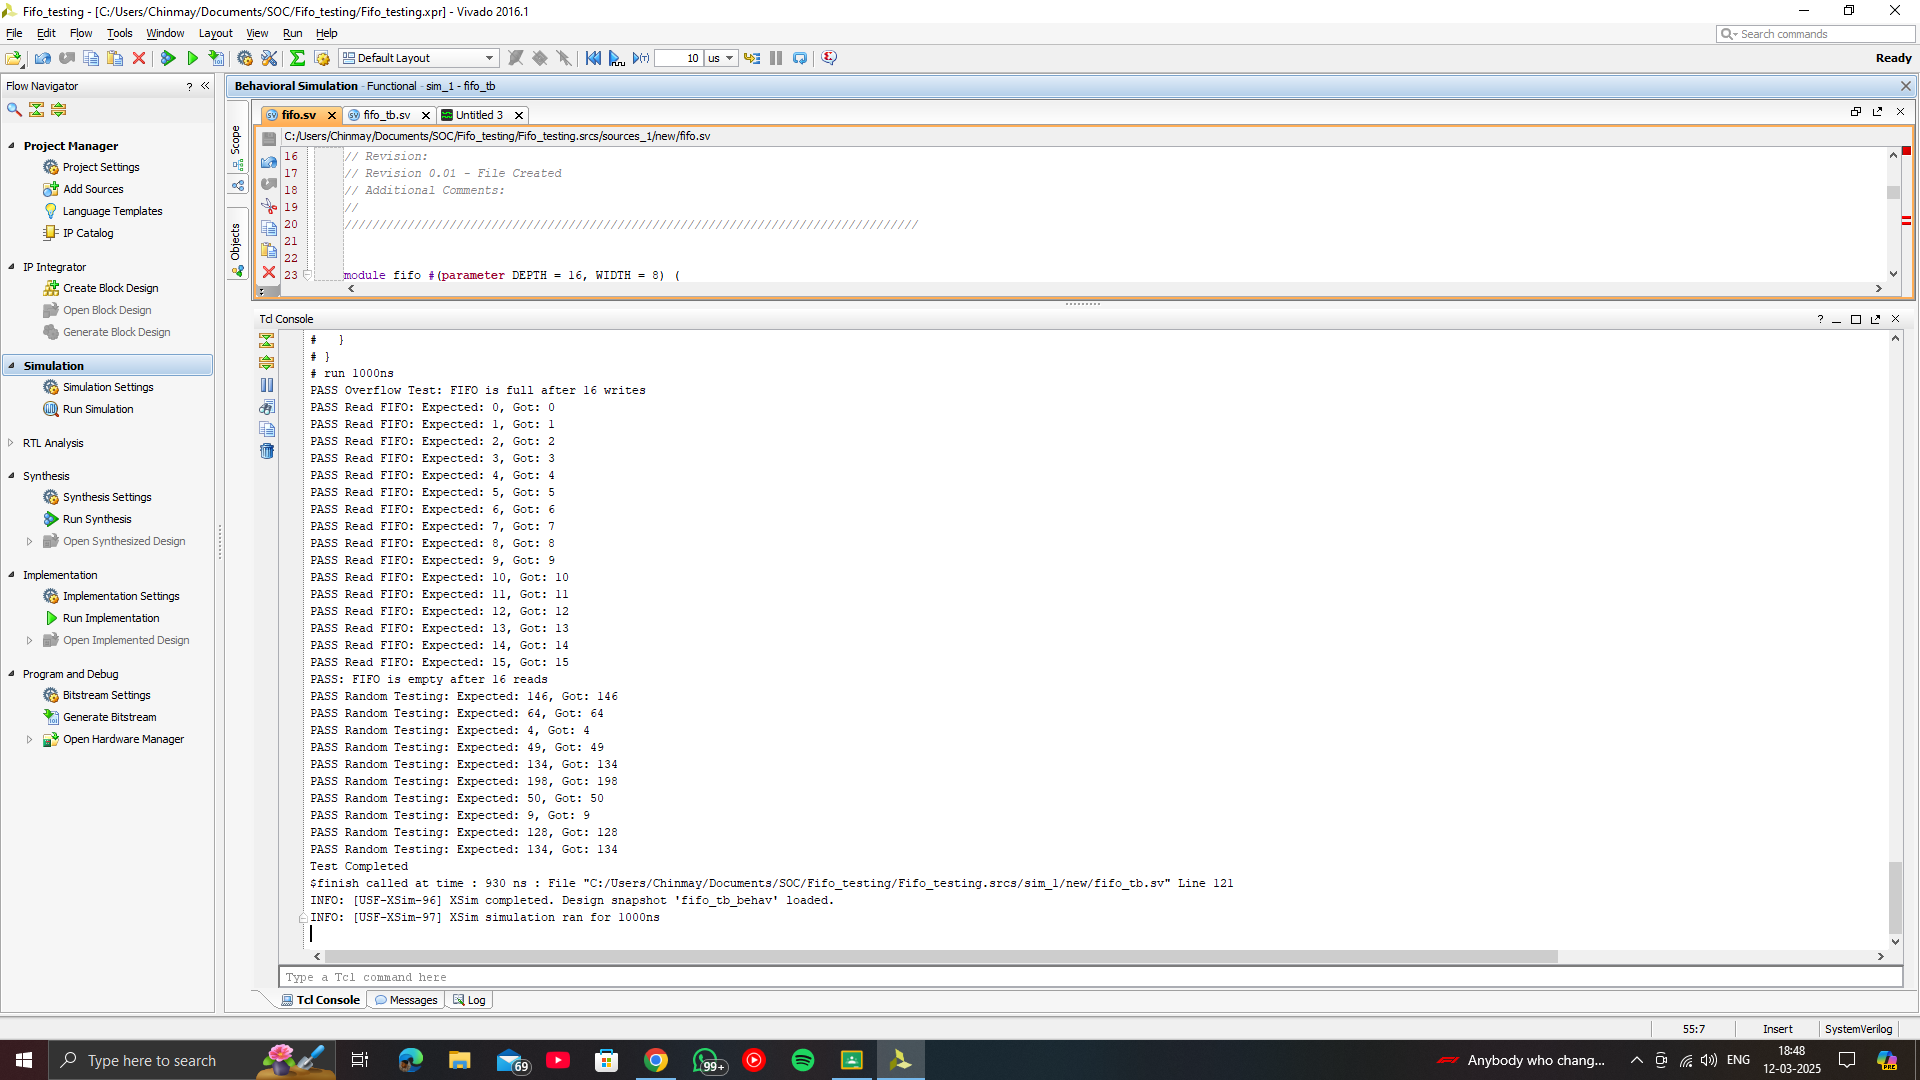 Fifo_testing - [C:/Users/Chinmay/Documents/SOC/Fifo_testing/Fifo_testing.xpr] - Vivado 2016.1
File Edit Flow Tools Window Layout View Run Help
Search commands
Default Layout
10 us
Ready
Flow Navigator
Project Manager
Project Settings
Add Sources
Language Templates
IP Catalog
IP Integrator
Create Block Design
Open Block Design
Generate Block Design
Simulation
Simulation Settings
Run Simulation
RTL Analysis
Synthesis
Synthesis Settings
Run Synthesis
Open Synthesized Design
Implementation
Implementation Settings
Run Implementation
Open Implemented Design
Program and Debug
Bitstream Settings
Generate Bitstream
Open Hardware Manager
Behavioral Simulation - Functional - sim_1 - fifo_tb
Scope
Objects
fifo.sv fifo_tb.sv Untitled 3
C:/Users/Chinmay/Documents/SOC/Fifo_testing/Fifo_testing.srcs/sources_1/new/fifo.sv
16 // Revision:
17 // Revision 0.01 - File Created
18 // Additional Comments:
19 //
20 //////////////////////////////////////////////////////////////////////////////////
21
22
23 module fifo #(parameter DEPTH = 16, WIDTH = 8) (
Tcl Console
# }
# }
# run 1000ns
PASS Overflow Test: FIFO is full after 16 writes
PASS Read FIFO: Expected: 0, Got: 0
PASS Read FIFO: Expected: 1, Got: 1
PASS Read FIFO: Expected: 2, Got: 2
PASS Read FIFO: Expected: 3, Got: 3
PASS Read FIFO: Expected: 4, Got: 4
PASS Read FIFO: Expected: 5, Got: 5
PASS Read FIFO: Expected: 6, Got: 6
PASS Read FIFO: Expected: 7, Got: 7
PASS Read FIFO: Expected: 8, Got: 8
PASS Read FIFO: Expected: 9, Got: 9
PASS Read FIFO: Expected: 10, Got: 10
PASS Read FIFO: Expected: 11, Got: 11
PASS Read FIFO: Expected: 12, Got: 12
PASS Read FIFO: Expected: 13, Got: 13
PASS Read FIFO: Expected: 14, Got: 14
PASS Read FIFO: Expected: 15, Got: 15
PASS: FIFO is empty after 16 reads
PASS Random Testing: Expected: 146, Got: 146
PASS Random Testing: Expected: 64, Got: 64
PASS Random Testing: Expected: 4, Got: 4
PASS Random Testing: Expected: 49, Got: 49
PASS Random Testing: Expected: 134, Got: 134
PASS Random Testing: Expected: 198, Got: 198
PASS Random Testing: Expected: 50, Got: 50
PASS Random Testing: Expected: 9, Got: 9
PASS Random Testing: Expected: 128, Got: 128
PASS Random Testing: Expected: 134, Got: 134
Test Completed
$finish called at time : 930 ns : File "C:/Users/Chinmay/Documents/SOC/Fifo_testing/Fifo_testing.srcs/sim_1/new/fifo_tb.sv" Line 121
INFO: [USF-XSim-96] XSim completed. Design snapshot 'fifo_tb_behav' loaded.
INFO: [USF-XSim-97] XSim simulation ran for 1000ns
Type a Tcl command here
Tcl Console Messages Log
55:7 Insert SystemVerilog
Type here to search
69
99+
Anybody who chang...
ENG
18:48
12-03-2025
PRE